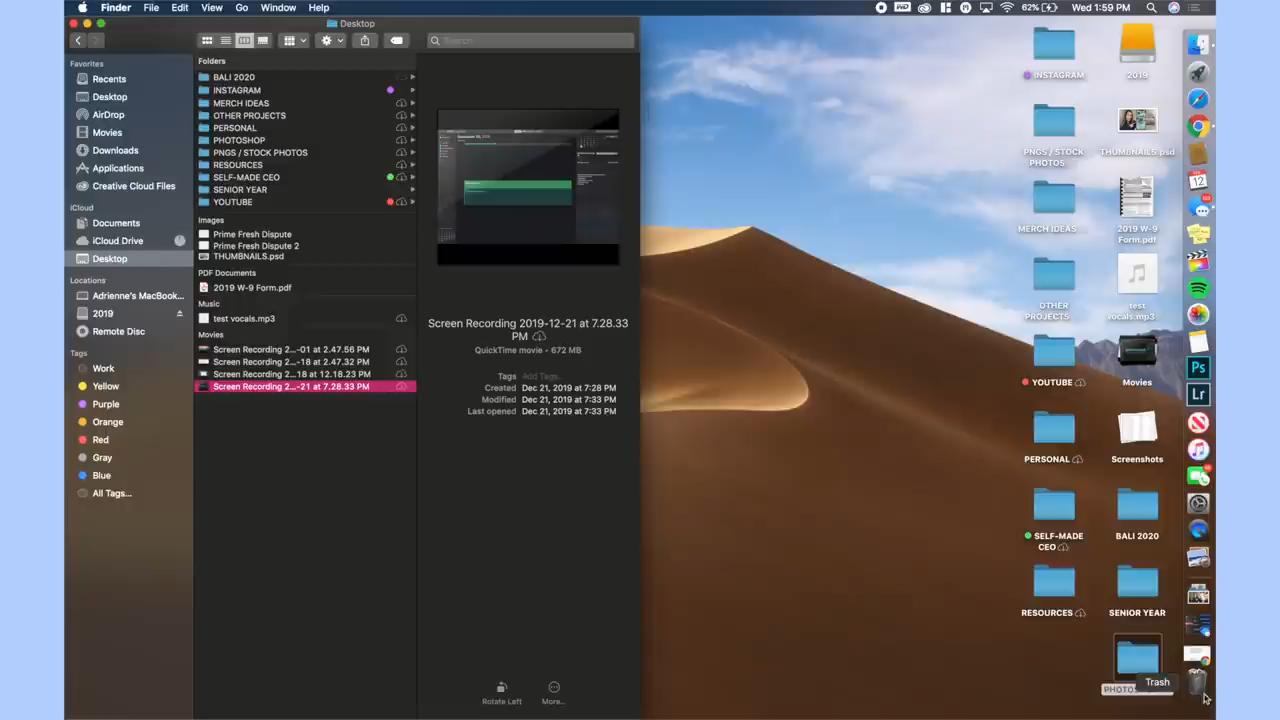 Finder File Edit View Go Window Help
62% Wed 1:59 PM
Desktop
Search
Favorites
Recents
Desktop
AirDrop
Movies
Downloads
Applications
Creative Cloud Files
iCloud
Documents
iCloud Drive
Desktop
Locations
Adrienne's MacBook...
2019
Remote Disc
Tags
Work
Yellow
Purple
Orange
Red
Gray
Blue
All Tags...
Folders
BALI 2020
INSTAGRAM
MERCH IDEAS
OTHER PROJECTS
PERSONAL
PHOTOSHOP
PNGS / STOCK PHOTOS
RESOURCES
SELF-MADE CEO
SENIOR YEAR
YOUTUBE
Images
Prime Fresh Dispute
Prime Fresh Dispute 2
THUMBNAILS.psd
PDF Documents
2019 W-9 Form.pdf
Music
test vocals.mp3
Movies
Screen Recording 2...-01 at 2.47.56 PM
Screen Recording 2...-18 at 2.47.32 PM
Screen Recording 2...18 at 12.18.23 PM
Screen Recording 2...-21 at 7.28.33 PM
Screen Recording 2019-12-21 at 7.28.33
PM
QuickTime movie - 672 MB
Tags Add Tags...
Created Dec 21, 2019 at 7:28 PM
Modified Dec 21, 2019 at 7:33 PM
Last opened Dec 21, 2019 at 7:33 PM
Rotate Left
More...
INSTAGRAM
2019
PNGS / STOCK
PHOTOS
THUMBNAILS.psd
MERCH IDEAS
2019 W-9
Form.pdf
OTHER
PROJECTS
test
vocals.mp3
YOUTUBE
Movies
PERSONAL
Screenshots
SELF-MADE
CEO
BALI 2020
RESOURCES
SENIOR YEAR
Trash
12
Ps
Lr